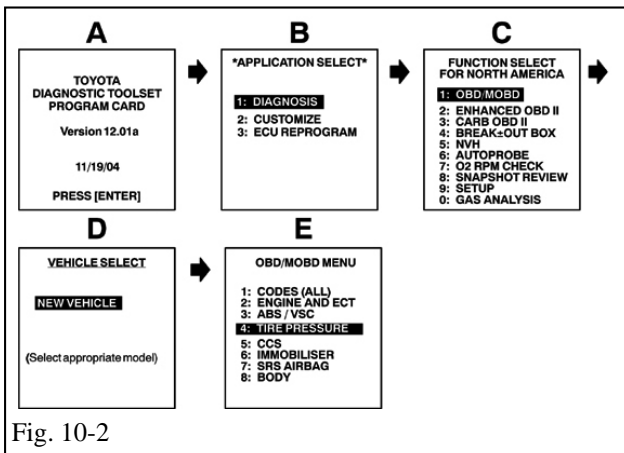 A
TOYOTA
DIAGNOSTIC TOOLSET
PROGRAM CARD
Version 12.01a
11/19/04
PRESS [ENTER]
B
*APPLICATION SELECT*
1: DIAGNOSIS
2: CUSTOMIZE
3: ECU REPROGRAM
C
FUNCTION SELECT
FOR NORTH AMERICA
1: OBD/MOBD
2: ENHANCED OBD II
3: CARB OBD II
4: BREAK±OUT BOX
5: NVH
6: AUTOPROBE
7: O2 RPM CHECK
8: SNAPSHOT REVIEW
9: SETUP
0: GAS ANALYSIS
D
VEHICLE SELECT
NEW VEHICLE
(Select appropriate model)
E
OBD/MOBD MENU
1: CODES (ALL)
2: ENGINE AND ECT
3: ABS / VSC
4: TIRE PRESSURE
5: CCS
6: IMMOBILISER
7: SRS AIRBAG
8: BODY
Fig. 10-2